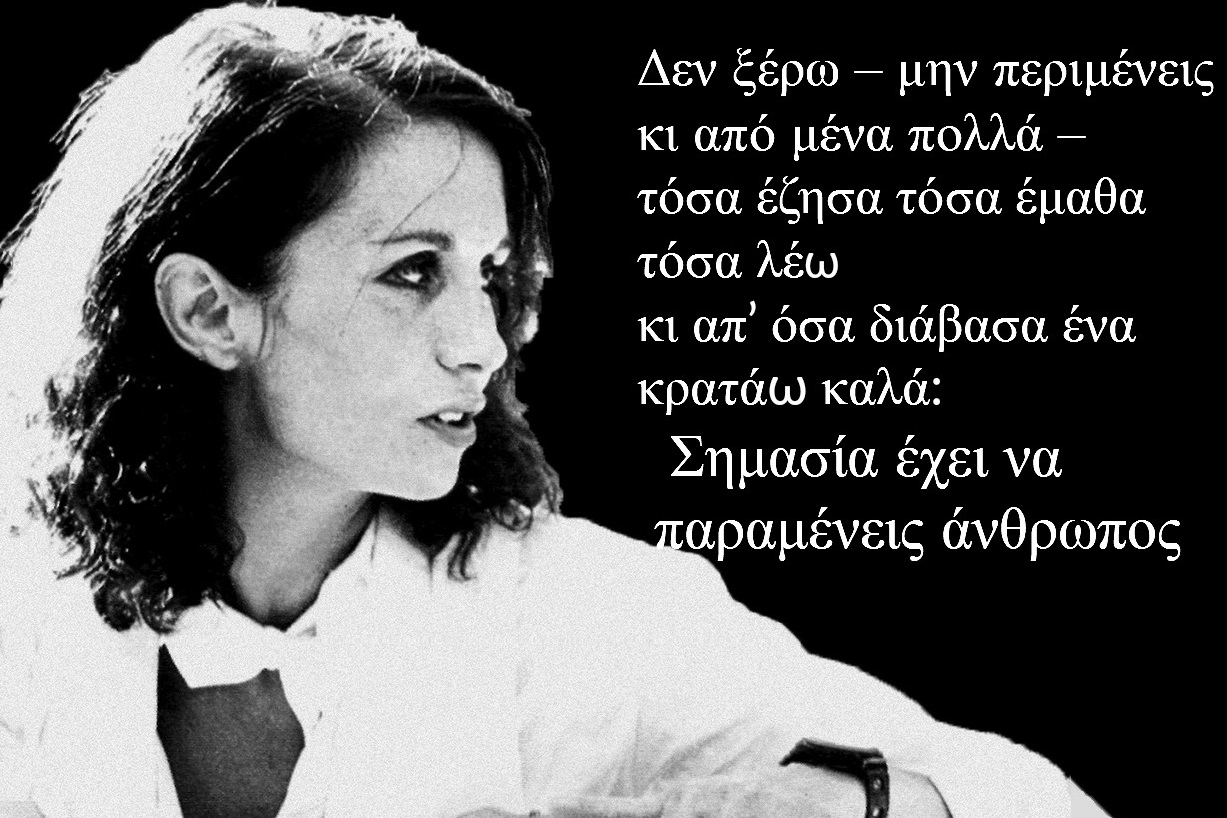 Δεν ξέρω – μην περιμένεις
κι από μένα πολλά –
τόσα έζησα τόσα έμαθα
τόσα λέω
κι απ’ όσα διάβασα ένα
κρατάω καλά:
Σημασία έχει να
παραμένεις άνθρωπος